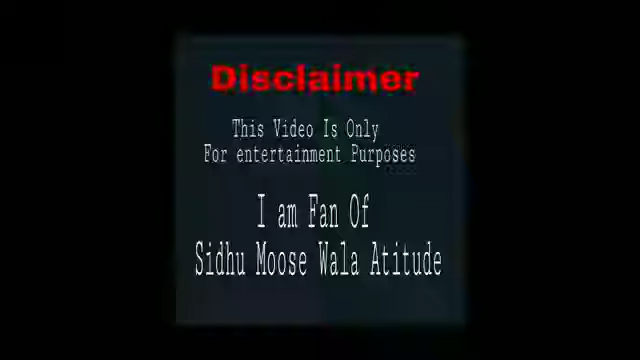 Disclaimer
This Video Is Only
For entertainment Purposes
I am Fan Of
Sidhu Moose Wala Atitude